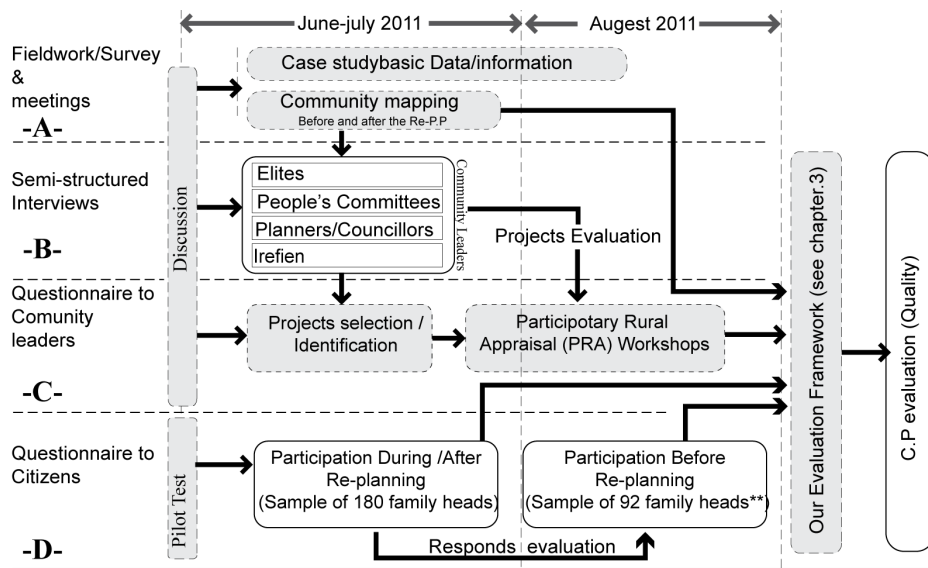 June-july 2011
Augest 2011
Fieldwork/Survey
&
meetings
-A-
Case studybasic Data/information
Community mapping
Before and after the Re-P.P
Semi-structured
Interviews
-B-
Discussion
Elites
People's Committees
Planners/Councillors
Irefien
Community Leaders
Projects Evaluation
Questionnaire to
Comunity
leaders
-C-
Projects selection /
Identification
Participotary Rural
Appraisal (PRA) Workshops
Questionnaire to
Citizens
-D-
Pilot Test
Participation During /After
Re-planning
(Sample of 180 family heads)
Participation Before
Re-planning
(Sample of 92 family heads**)
Responds evaluation
Our Evaluation Framework (see chapter.3)
C.P evaluation (Quality)